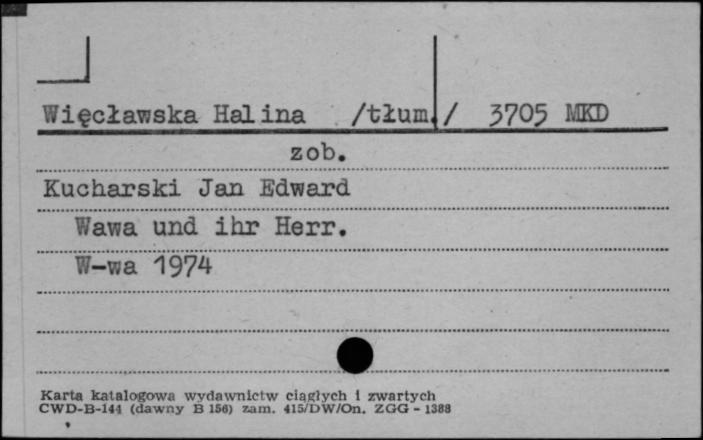 Więcławska Halina /tłum./ 3705 MKD
zob.
Kucharski Jan Edward
Wawa und ihr Herr.
W-wa 1974
Karta katalogowa wydawnictw ciągłych i zwartych
CWD-B-144 (dawny B 156) zam. 415/DW/On. ZGG - 1388